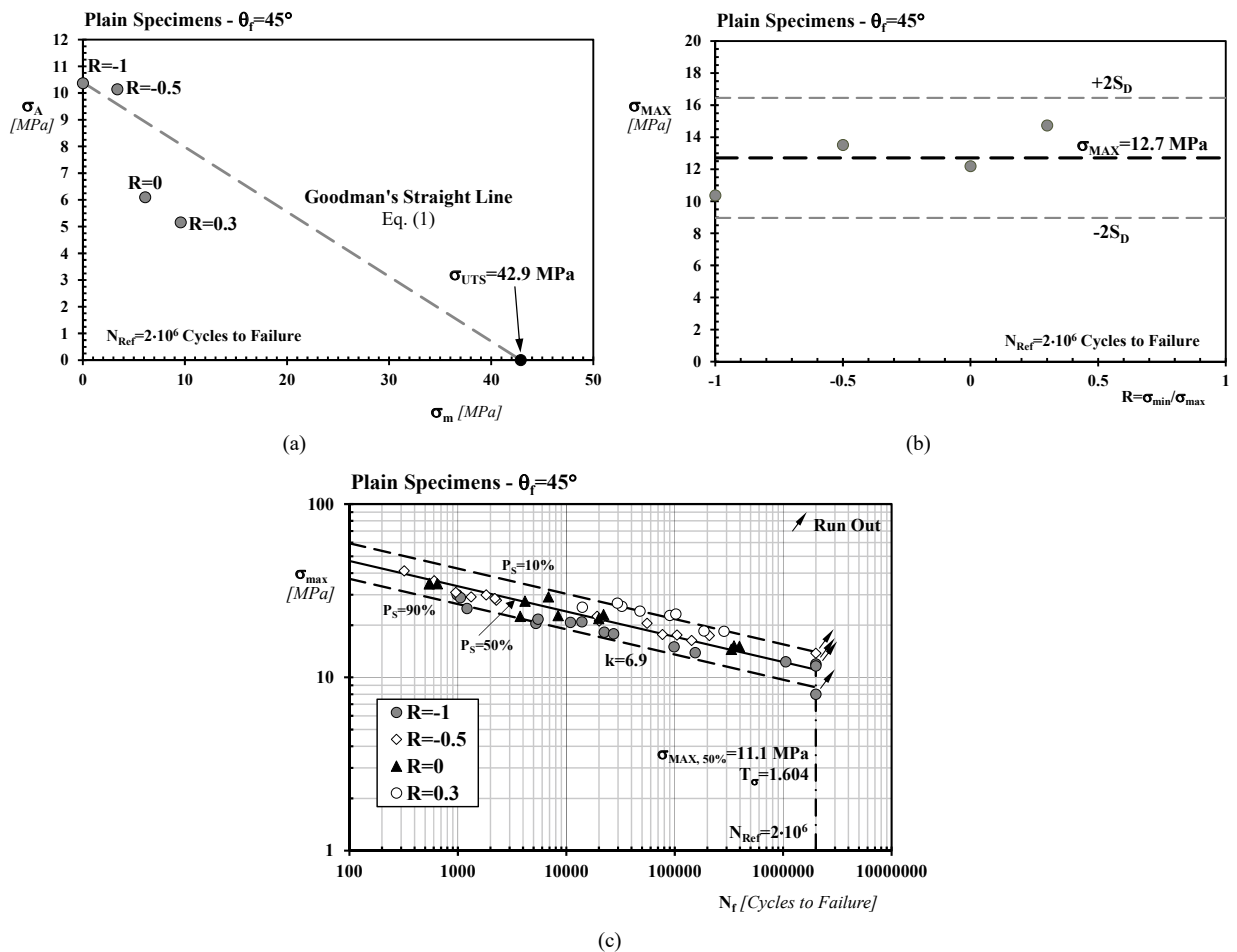 Plain Specimens - θf=45°
12
11
10
9
8
7
6
5
4
3
2
1
0
σA
[MPa]
R=-1
R=-0.5
R=0
R=0.3
Goodman's Straight Line
Eq. (1)
σUTS=42.9 MPa
NRef=2·10⁶ Cycles to Failure
0 10 20 30 40 50
σm [MPa]
(a)
Plain Specimens - θf=45°
20
18
16
14
12
10
8
6
4
2
0
σMAX
[MPa]
+2SD
σMAX=12.7 MPa
-2SD
NRef=2·10⁶ Cycles to Failure
-1 -0.5 0 0.5 1
R=σmin/σmax
(b)
Plain Specimens - θf=45°
100
10
1
σmax
[MPa]
Run Out
PS=10%
PS=90%
PS=50%
k=6.9
R=-1
R=-0.5
R=0
R=0.3
σMAX, 50%=11.1 MPa
Tσ=1.604
NRef=2·10⁶
100 1000 10000 100000 1000000 10000000
Nf [Cycles to Failure]
(c)